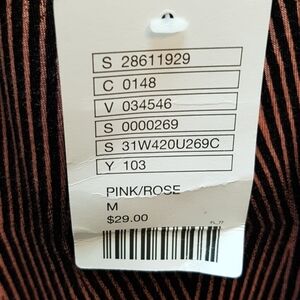 S 28611929
C 0148
V 034546
S 0000269
S 31W420U269C
Y 103
PINK/ROSE
M
$29.00